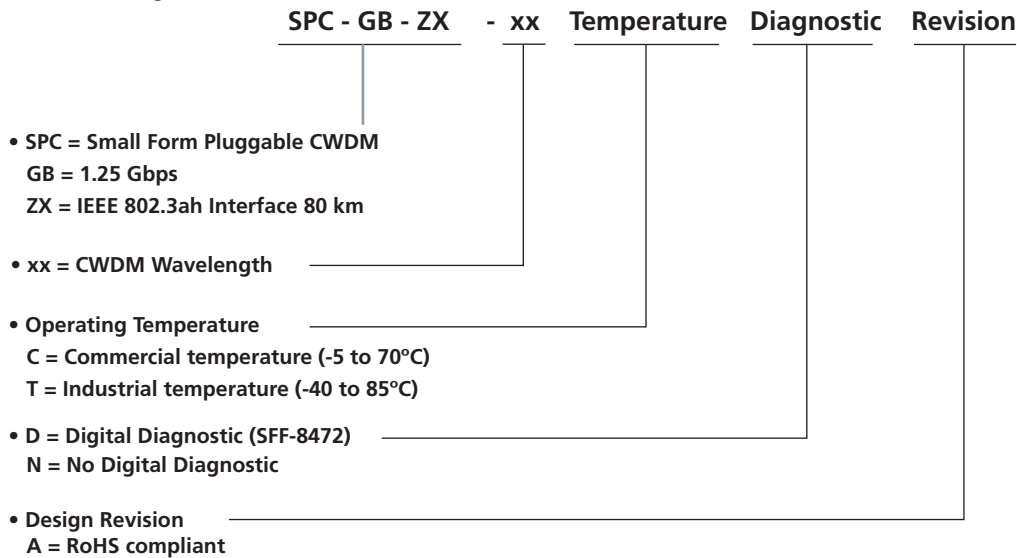 SPC - GB - ZX - xx Temperature Diagnostic Revision
• SPC = Small Form Pluggable CWDM
GB = 1.25 Gbps
ZX = IEEE 802.3ah Interface 80 km
• xx = CWDM Wavelength
• Operating Temperature
C = Commercial temperature (-5 to 70ºC)
T = Industrial temperature (-40 to 85ºC)
• D = Digital Diagnostic (SFF-8472)
N = No Digital Diagnostic
• Design Revision
A = RoHS compliant